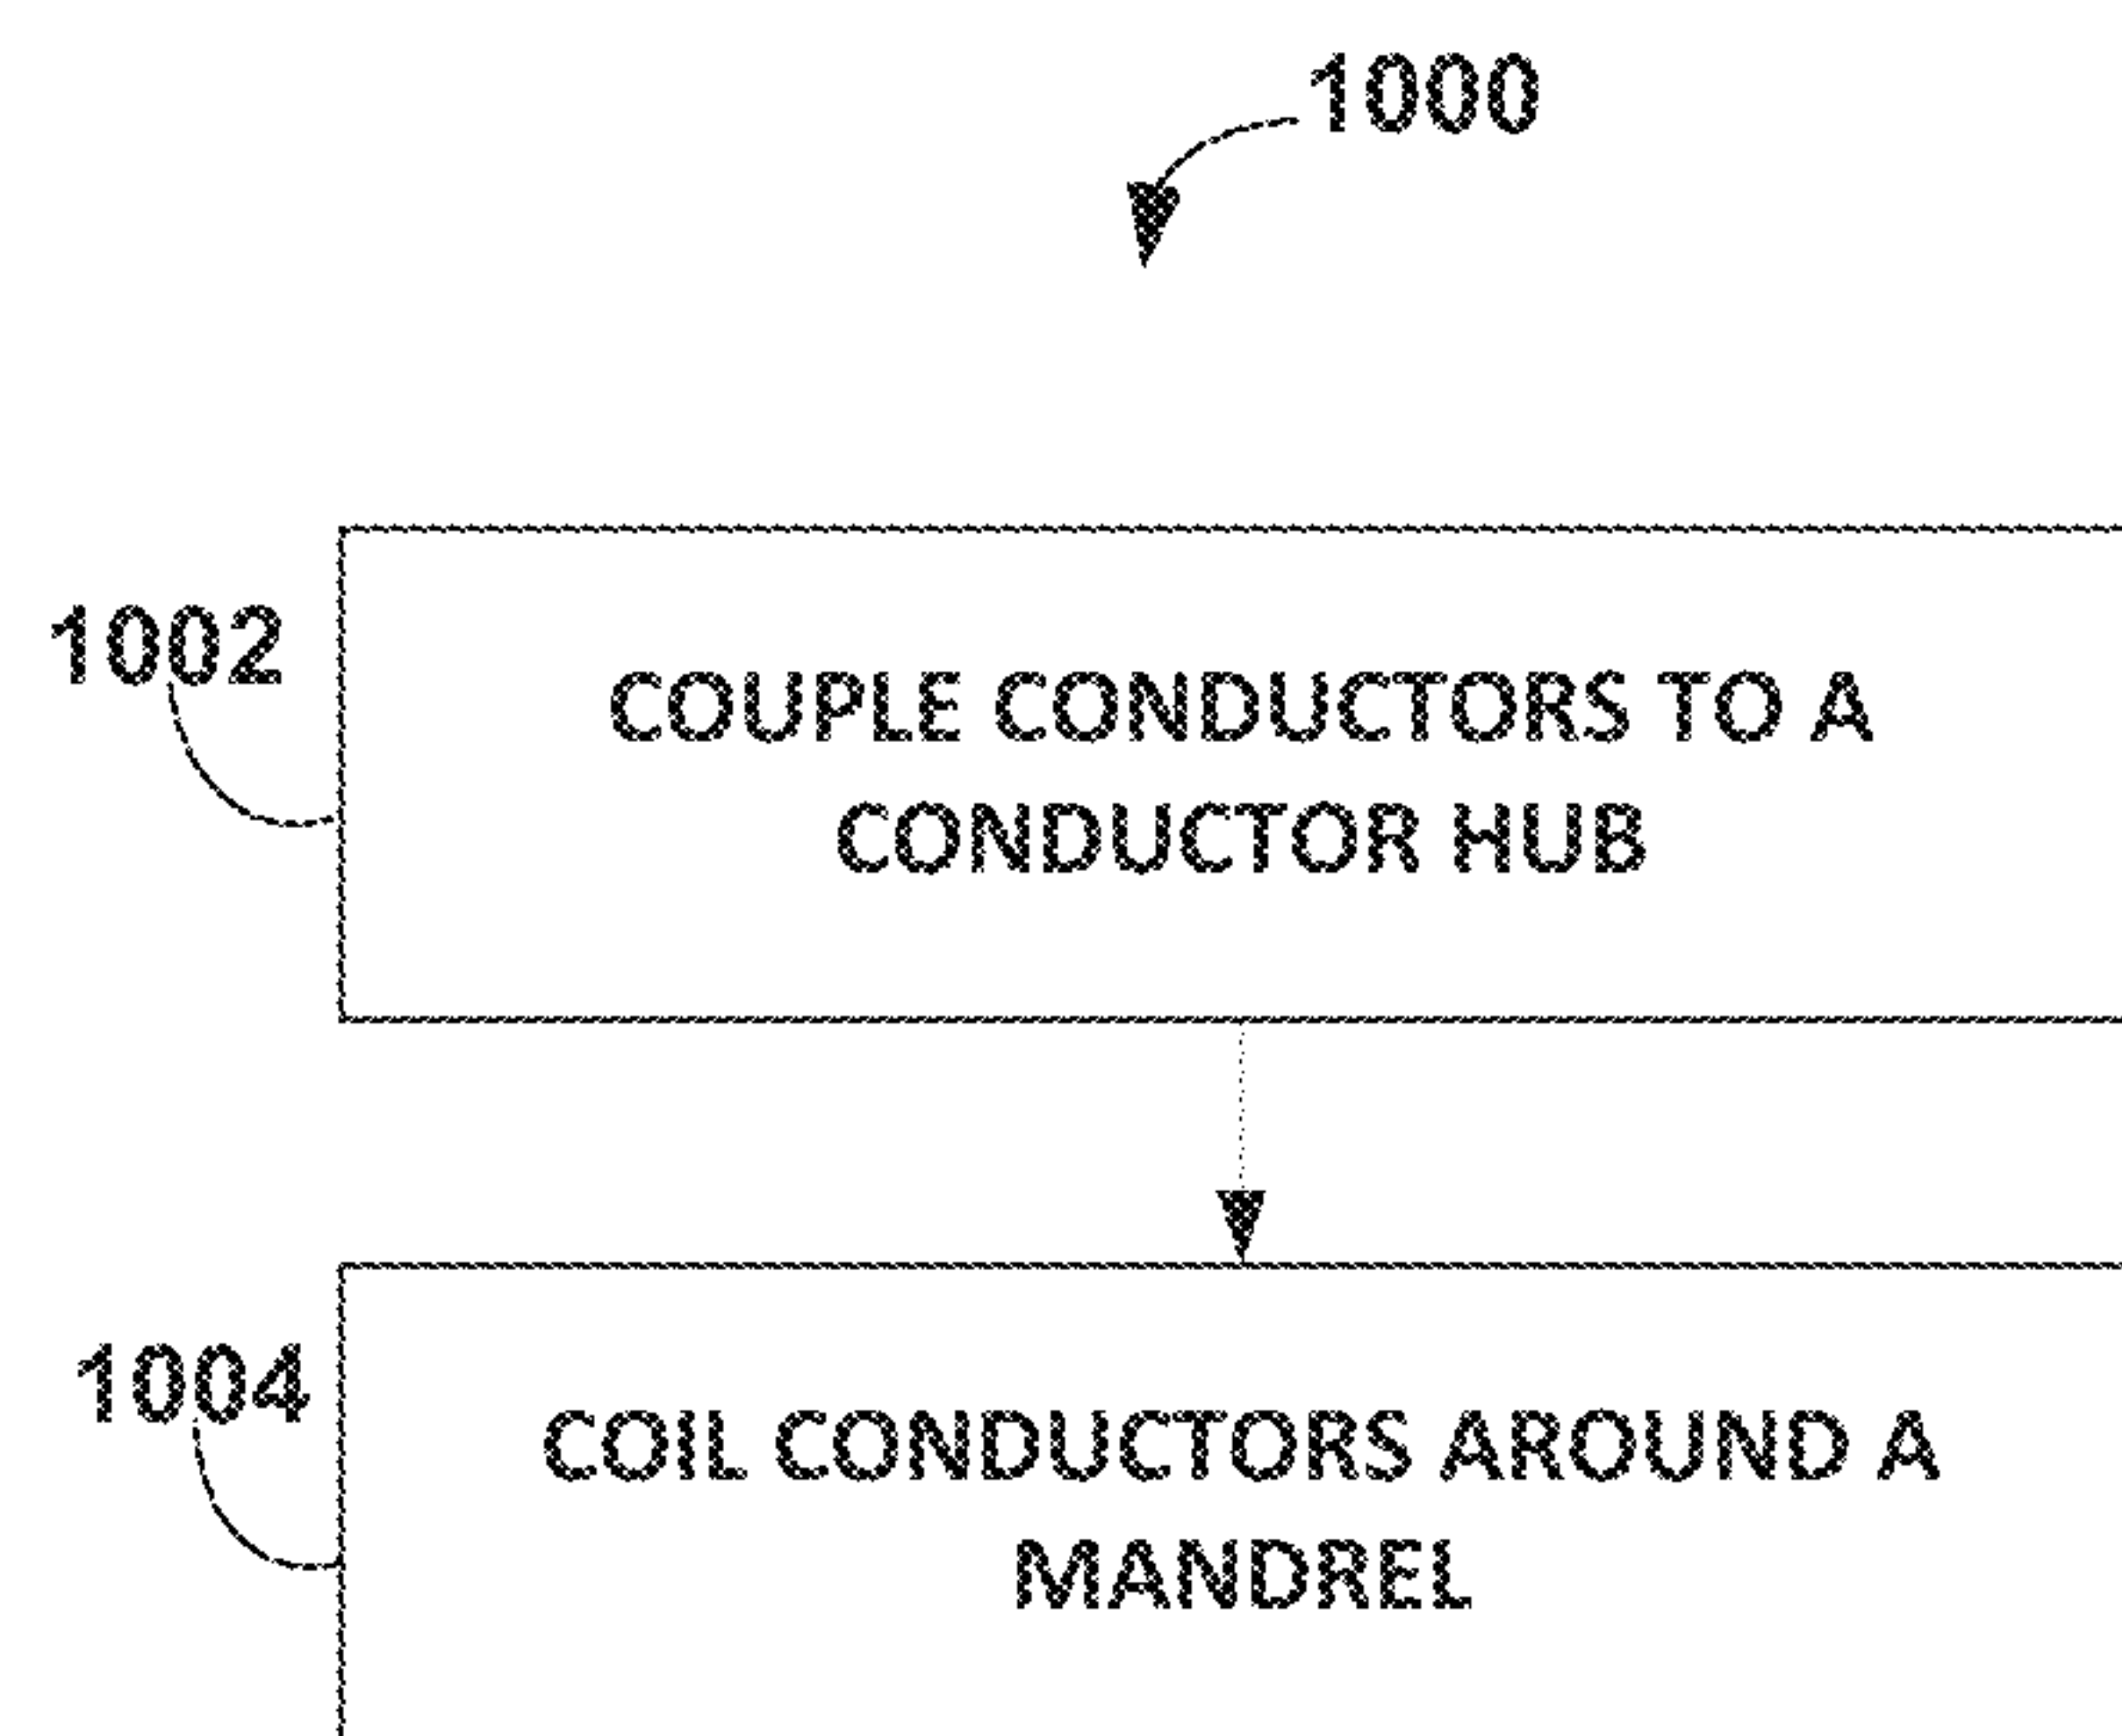 1000
1002
COUPLE CONDUCTORS TO A
CONDUCTOR HUB
1004
COIL CONDUCTORS AROUND A
MANDREL